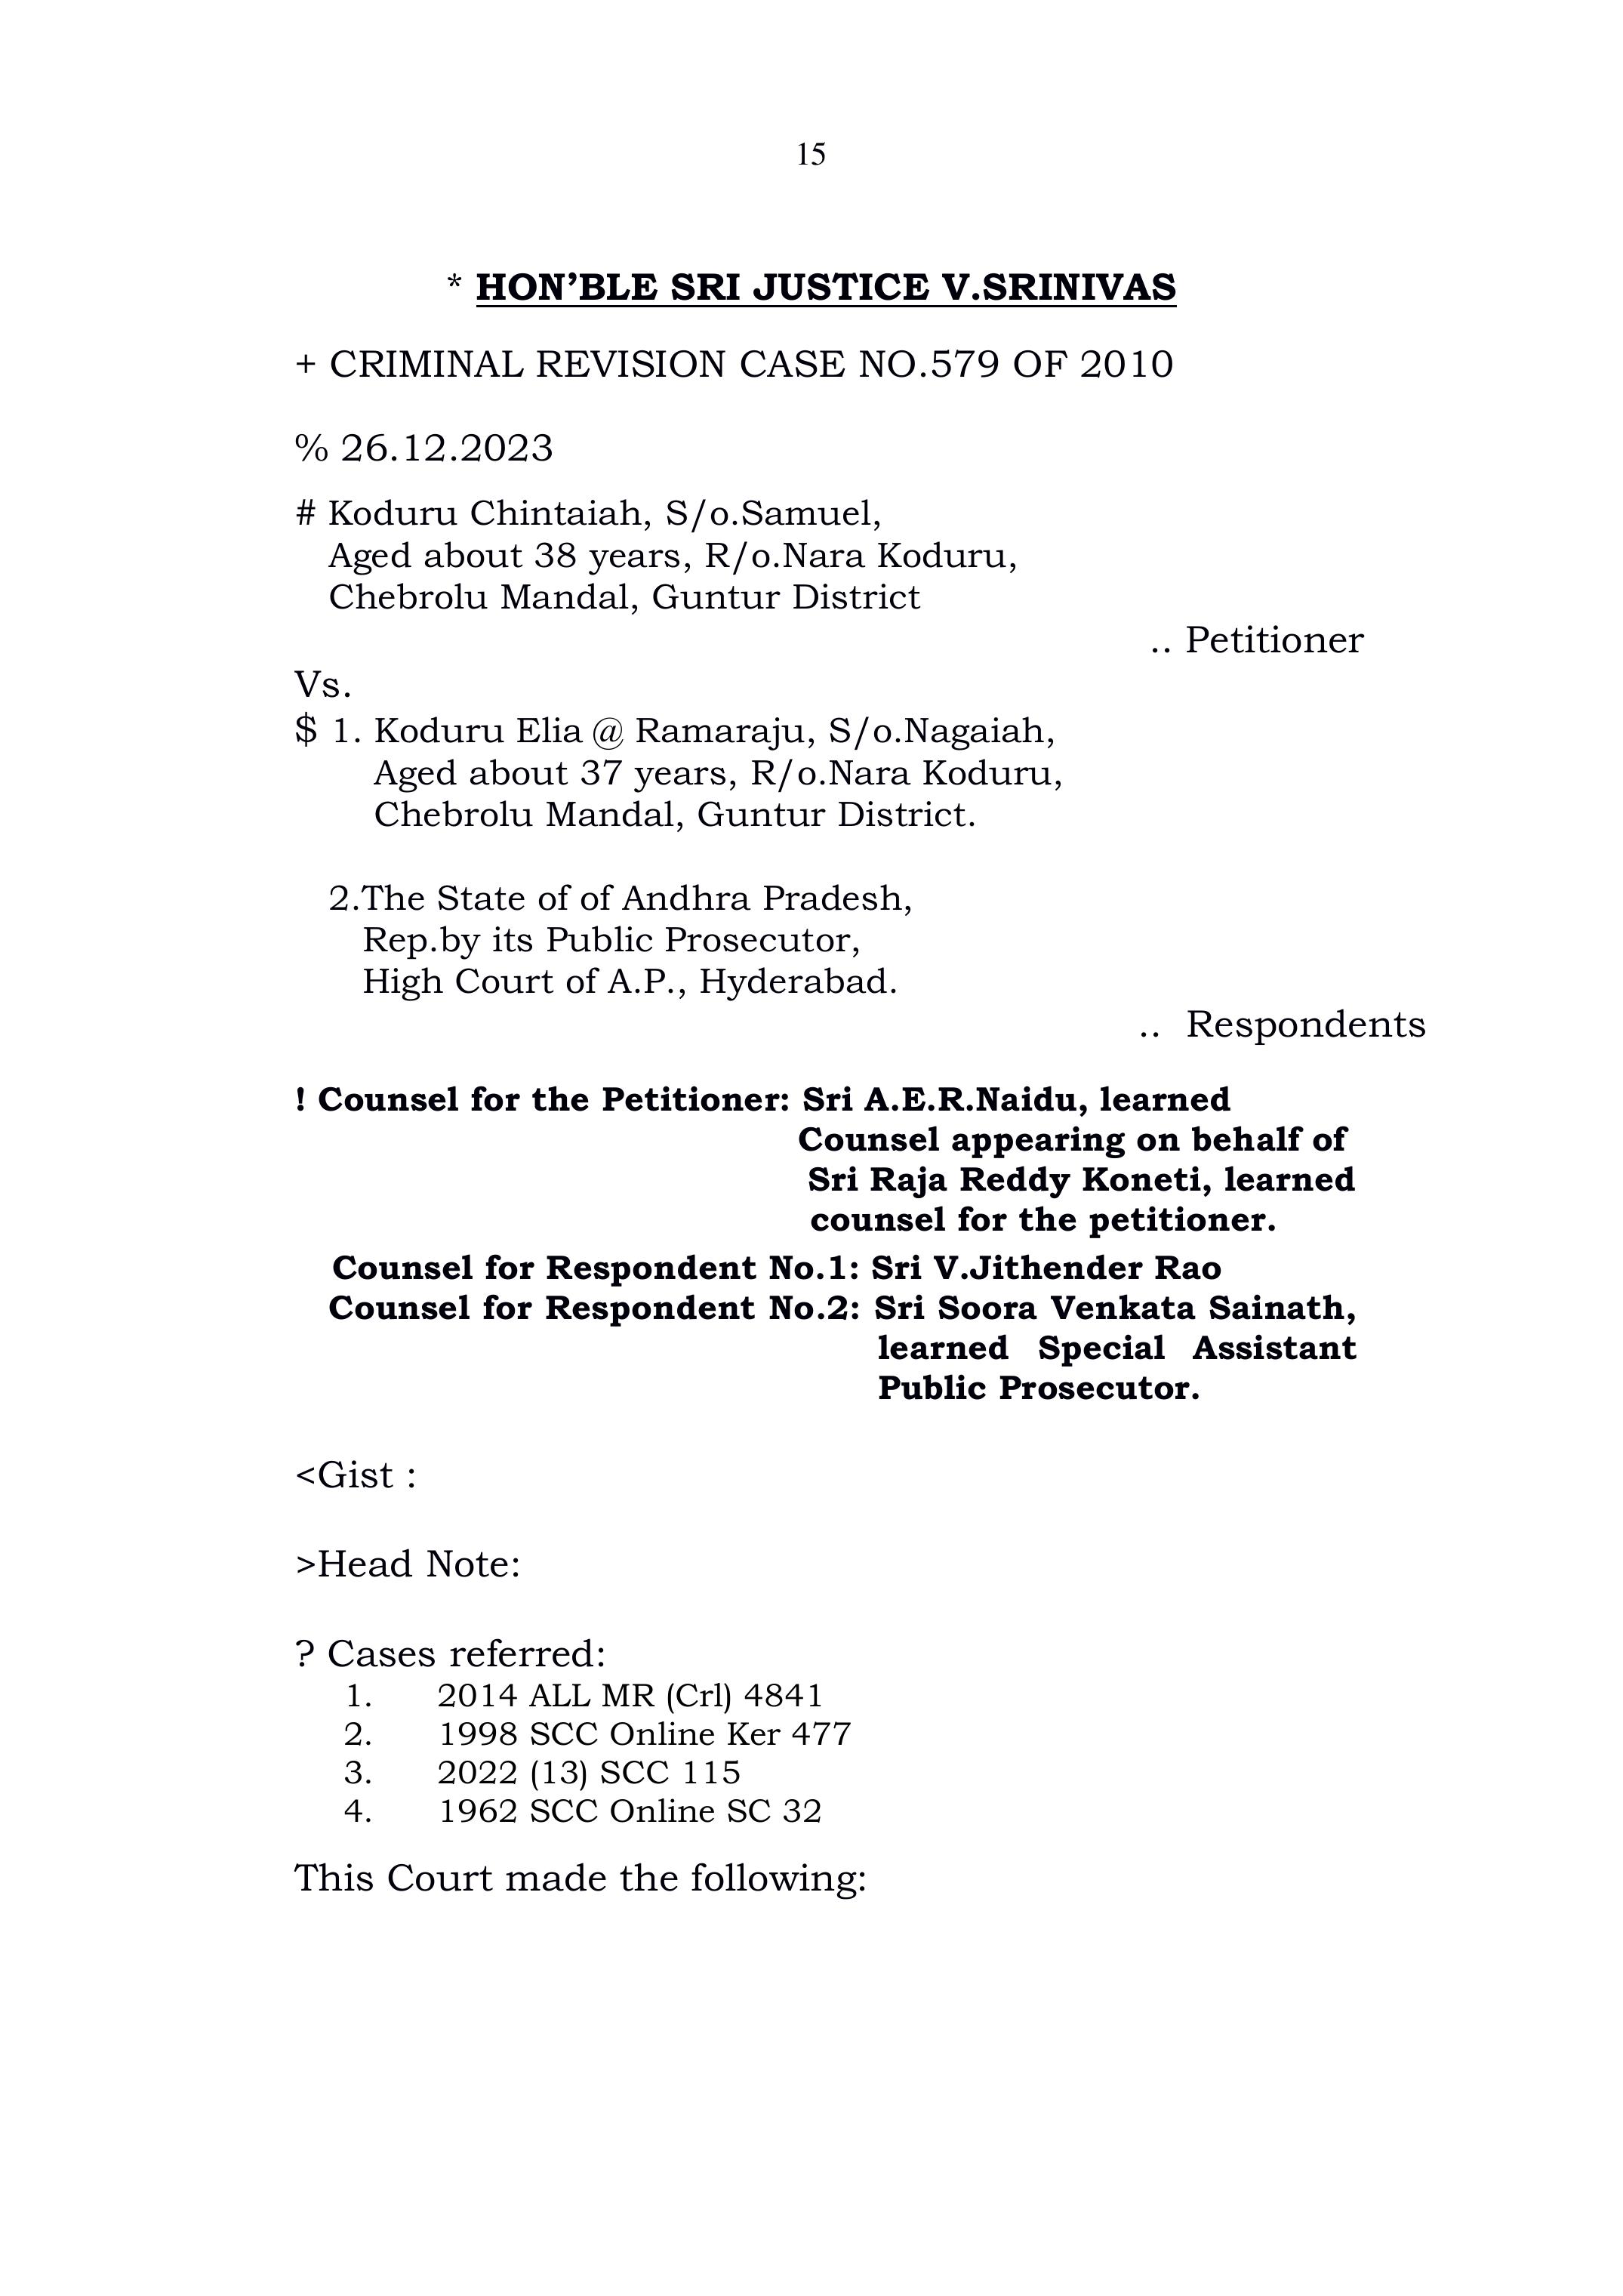 15
* HON’BLE SRI JUSTICE V.SRINIVAS
+ CRIMINAL REVISION CASE NO.579 OF 2010
% 26.12.2023
# Koduru Chintaiah, S/o.Samuel,
Aged about 38 years, R/o.Nara Koduru,
Chebrolu Mandal, Guntur District
.. Petitioner
Vs.
$ 1. Koduru Elia @ Ramaraju, S/o.Nagaiah,
Aged about 37 years, R/o.Nara Koduru,
Chebrolu Mandal, Guntur District.
2.The State of of Andhra Pradesh,
Rep.by its Public Prosecutor,
High Court of A.P., Hyderabad.
.. Respondents
! Counsel for the Petitioner: Sri A.E.R.Naidu, learned
Counsel appearing on behalf of
Sri Raja Reddy Koneti, learned
counsel for the petitioner.
Counsel for Respondent No.1: Sri V.Jithender Rao
Counsel for Respondent No.2: Sri Soora Venkata Sainath,
learned Special Assistant
Public Prosecutor.
<Gist :
>Head Note:
? Cases referred:
1. 2014 ALL MR (Crl) 4841
2. 1998 SCC Online Ker 477
3. 2022 (13) SCC 115
4. 1962 SCC Online SC 32
This Court made the following: